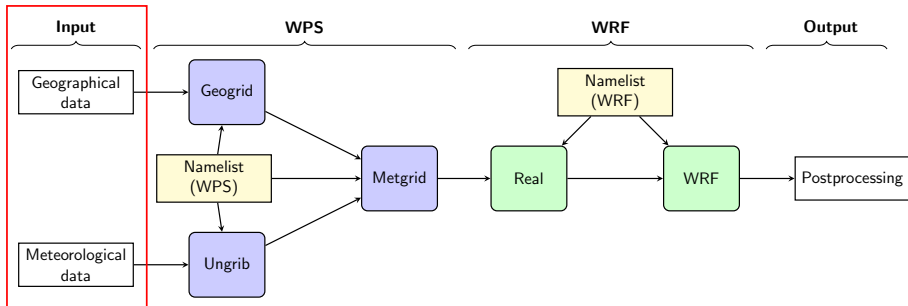 Input
WPS
WRF
Output
Geographical
data
Geogrid
Namelist
(WRF)
Namelist
(WPS)
Metgrid
Real
WRF
Postprocessing
Meteorological
data
Ungrib